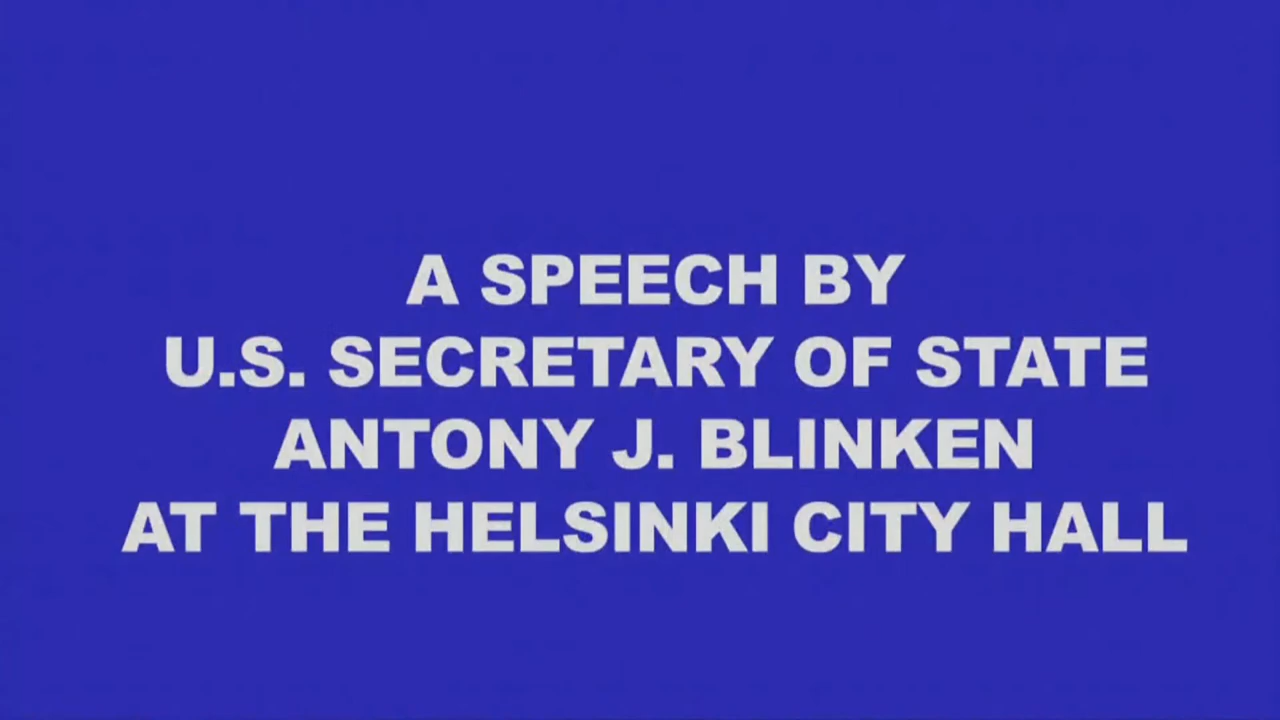 A SPEECH BY
U.S. SECRETARY OF STATE
ANTONY J. BLINKEN
AT THE HELSINKI CITY HALL